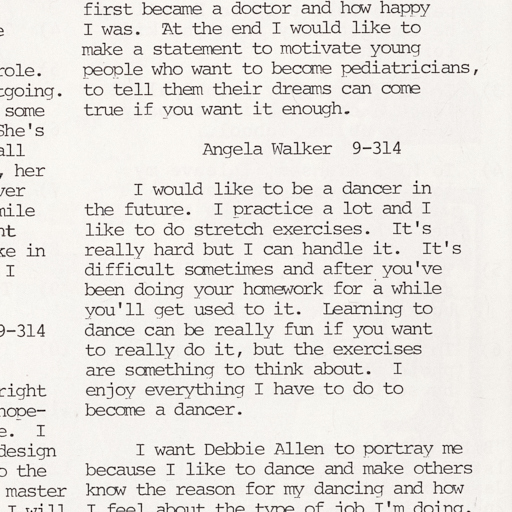 e
role.
tgoing.
some
She's
all
, her
ver
mile
nt
ke in
I
9-314
right
hope-
e. I
design
o the
master
I will
first became a doctor and how happy
I was. At the end I would like to
make a statement to motivate young
people who want to become pediatricians,
to tell them their dreams can come
true if you want it enough.
Angela Walker 9-314
I would like to be a dancer in
the future. I practice a lot and I
like to do stretch exercises. It's
really hard but I can handle it. It's
difficult sometimes and after you've
been doing your homework for a while
you'll get used to it. Learning to
dance can be really fun if you want
to really do it, but the exercises
are something to think about. I
enjoy everything I have to do to
become a dancer.
I want Debbie Allen to portray me
because I like to dance and make others
know the reason for my dancing and how
I feel about the type of job I'm doing.